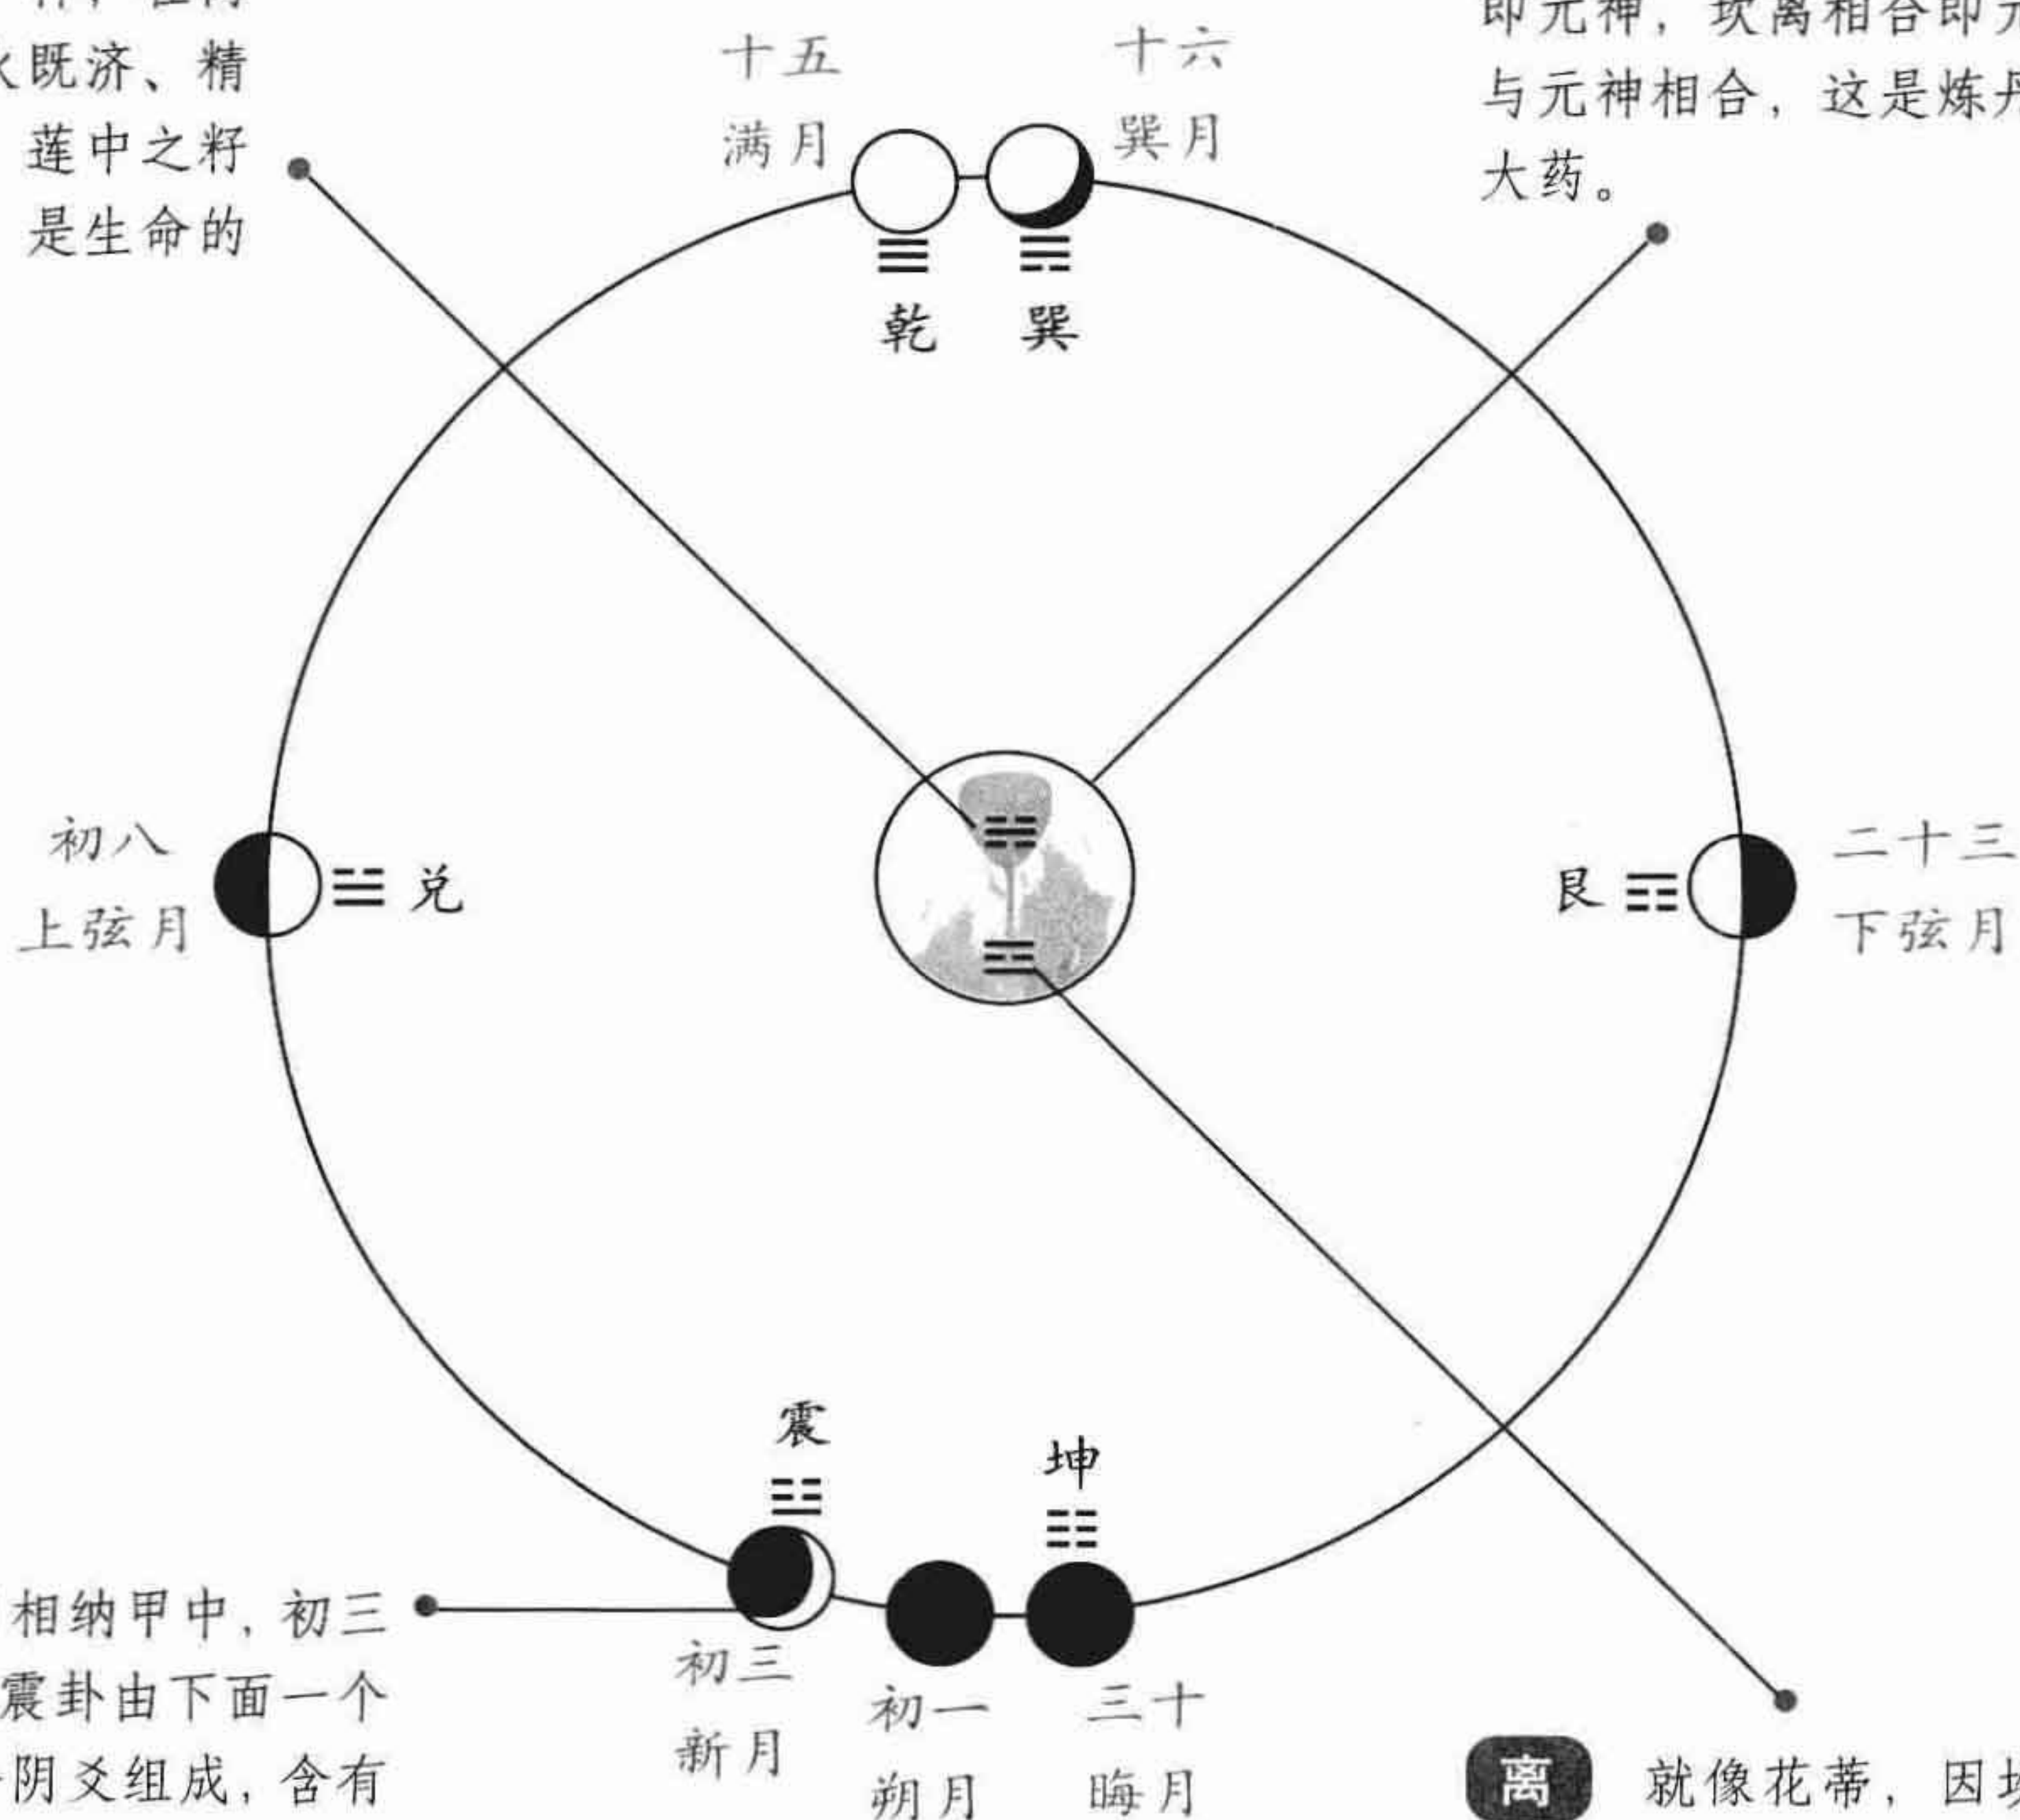 水既济、精
莲中之籽
是生命的
十五
满月
十六
巽月
即元神，坎离相合即元
与元神相合，这是炼丹
大药。
乾
巽
初八
上弦月
兑
艮
二十三
下弦月
震
坤
相纳甲中，初三
震卦由下面一个
阴爻组成，含有
初三
新月
初一
朔月
三十
晦月
离
就像花蒂，因坎